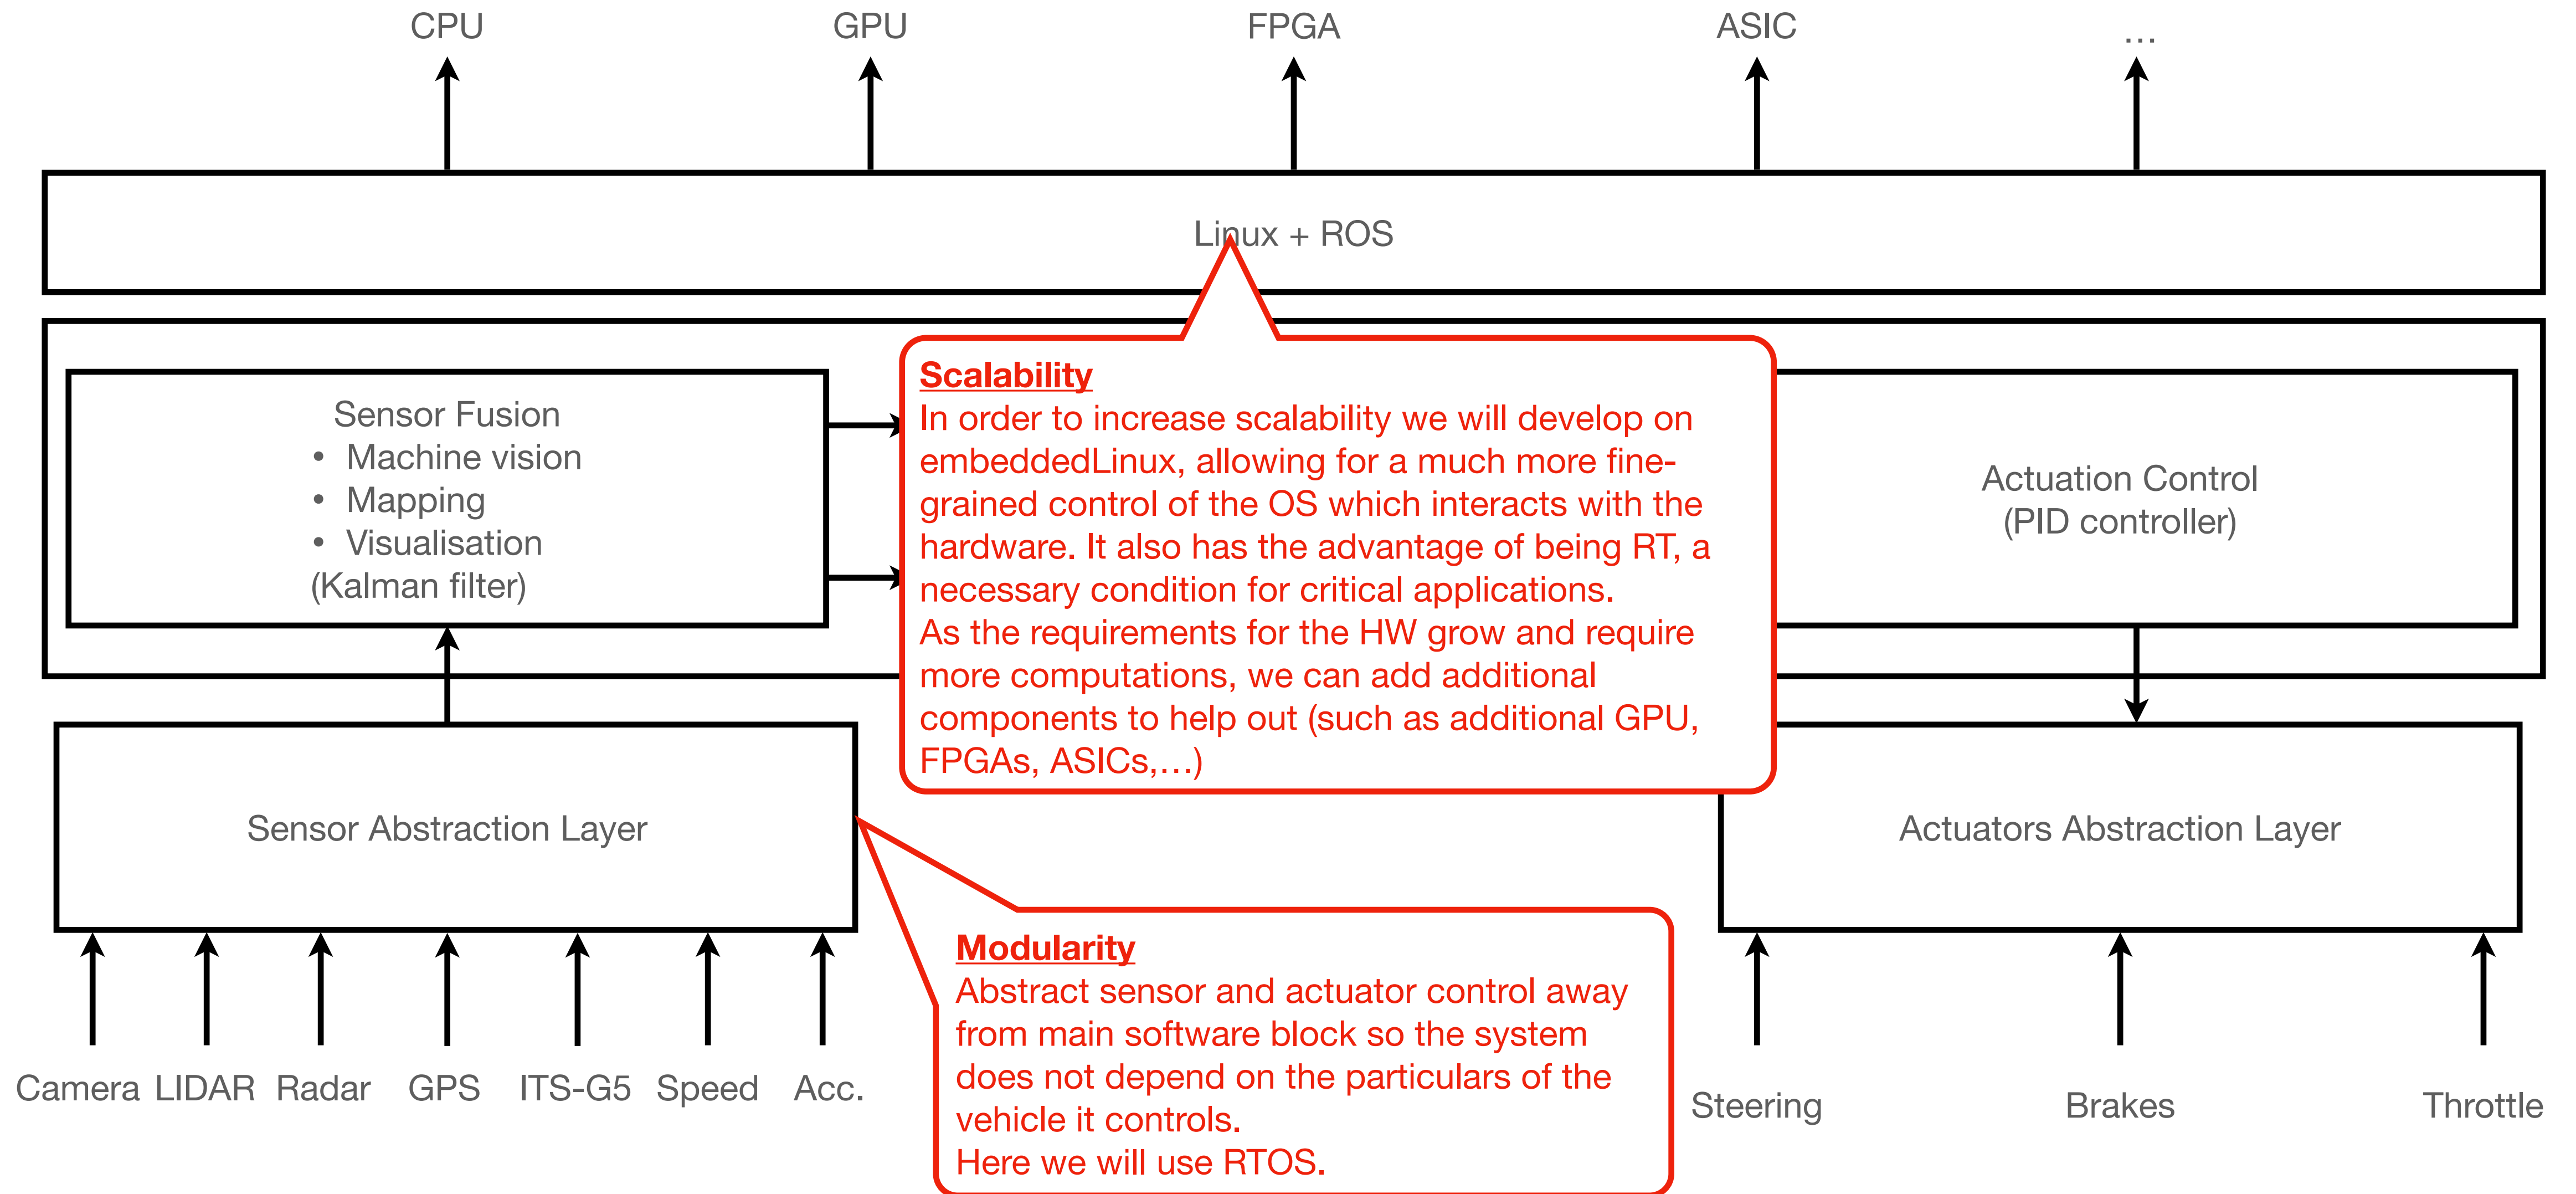 CPU
GPU
FPGA
ASIC
...
Linux + ROS
Sensor Fusion
• Machine vision
• Mapping
• Visualisation
(Kalman filter)
Scalability
In order to increase scalability we will develop on
embeddedLinux, allowing for a much more fine-
grained control of the OS which interacts with the
hardware. It also has the advantage of being RT, a
necessary condition for critical applications.
As the requirements for the HW grow and require
more computations, we can add additional
components to help out (such as additional GPU,
FPGAs, ASICs,…)
Actuation Control
(PID controller)
Sensor Abstraction Layer
Actuators Abstraction Layer
Modularity
Abstract sensor and actuator control away
from main software block so the system
does not depend on the particulars of the
vehicle it controls.
Here we will use RTOS.
Camera
LIDAR
Radar
GPS
ITS-G5
Speed
Acc.
Steering
Brakes
Throttle